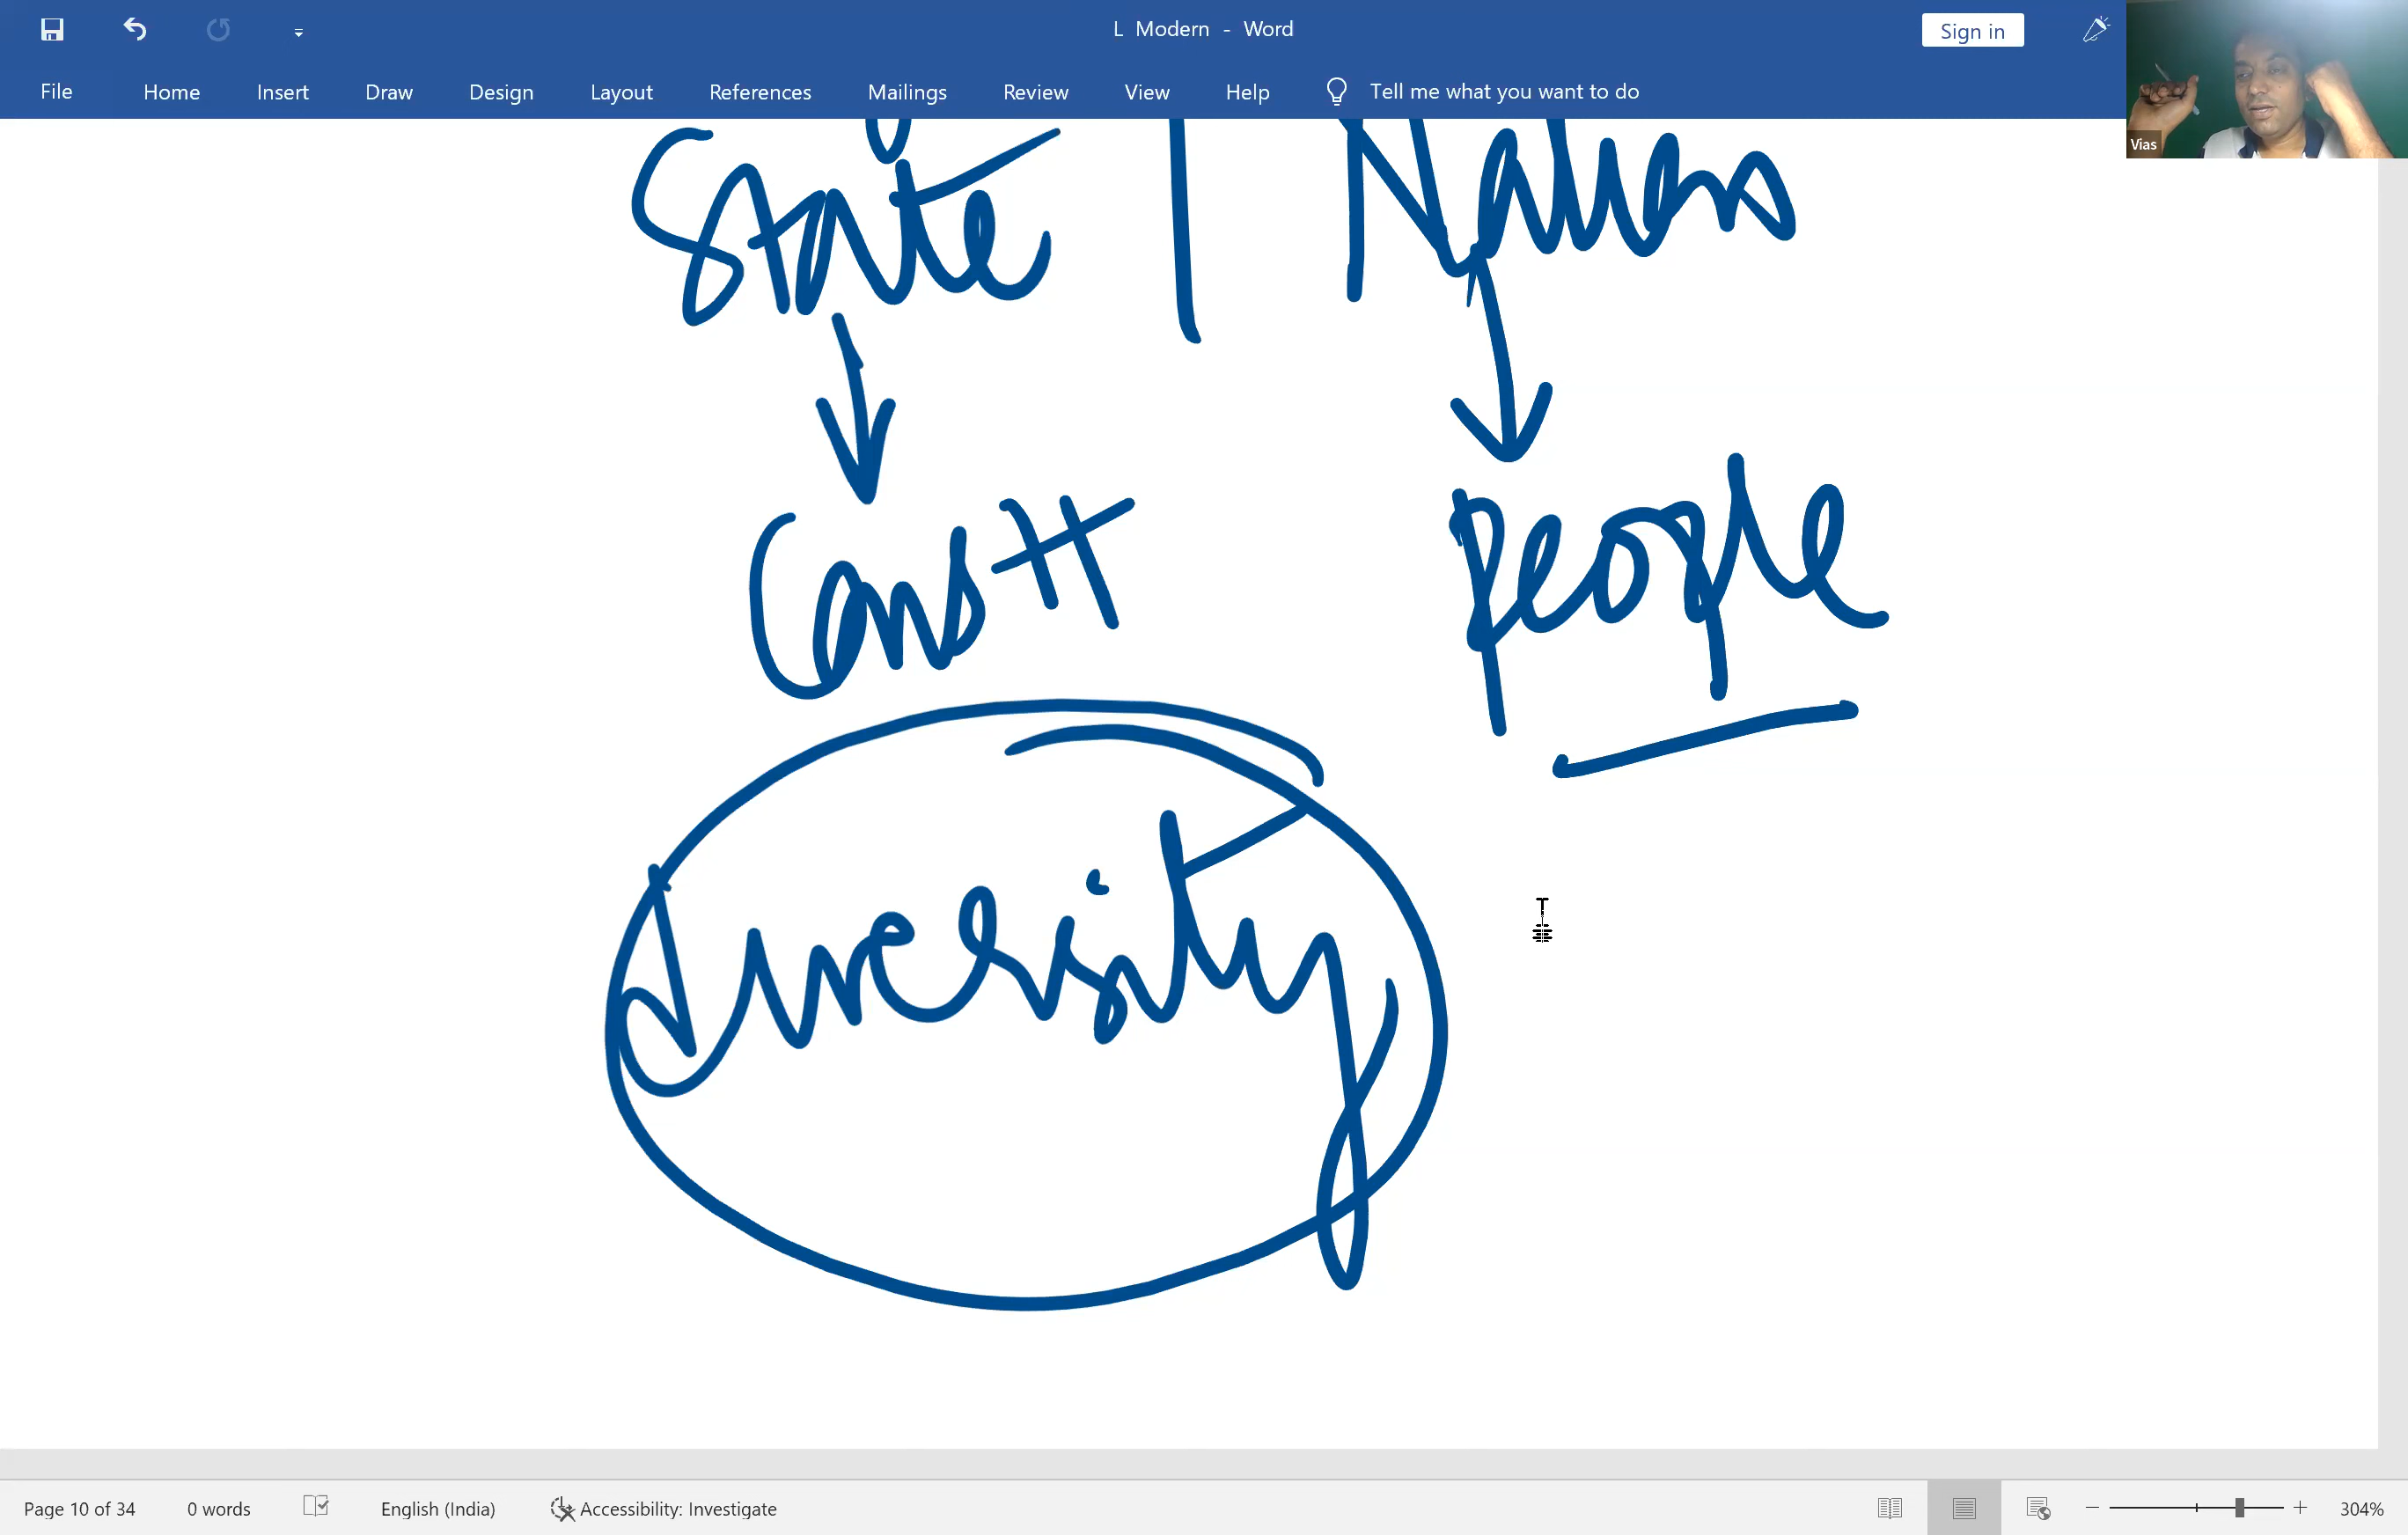 L Modern - Word
Sign in
File Home Insert Draw Design Layout References Mailings Review View Help Tell me what you want to do
Vias
State Nation
Constt People
diversity
Page 10 of 34 0 words English (India) Accessibility: Investigate 304%